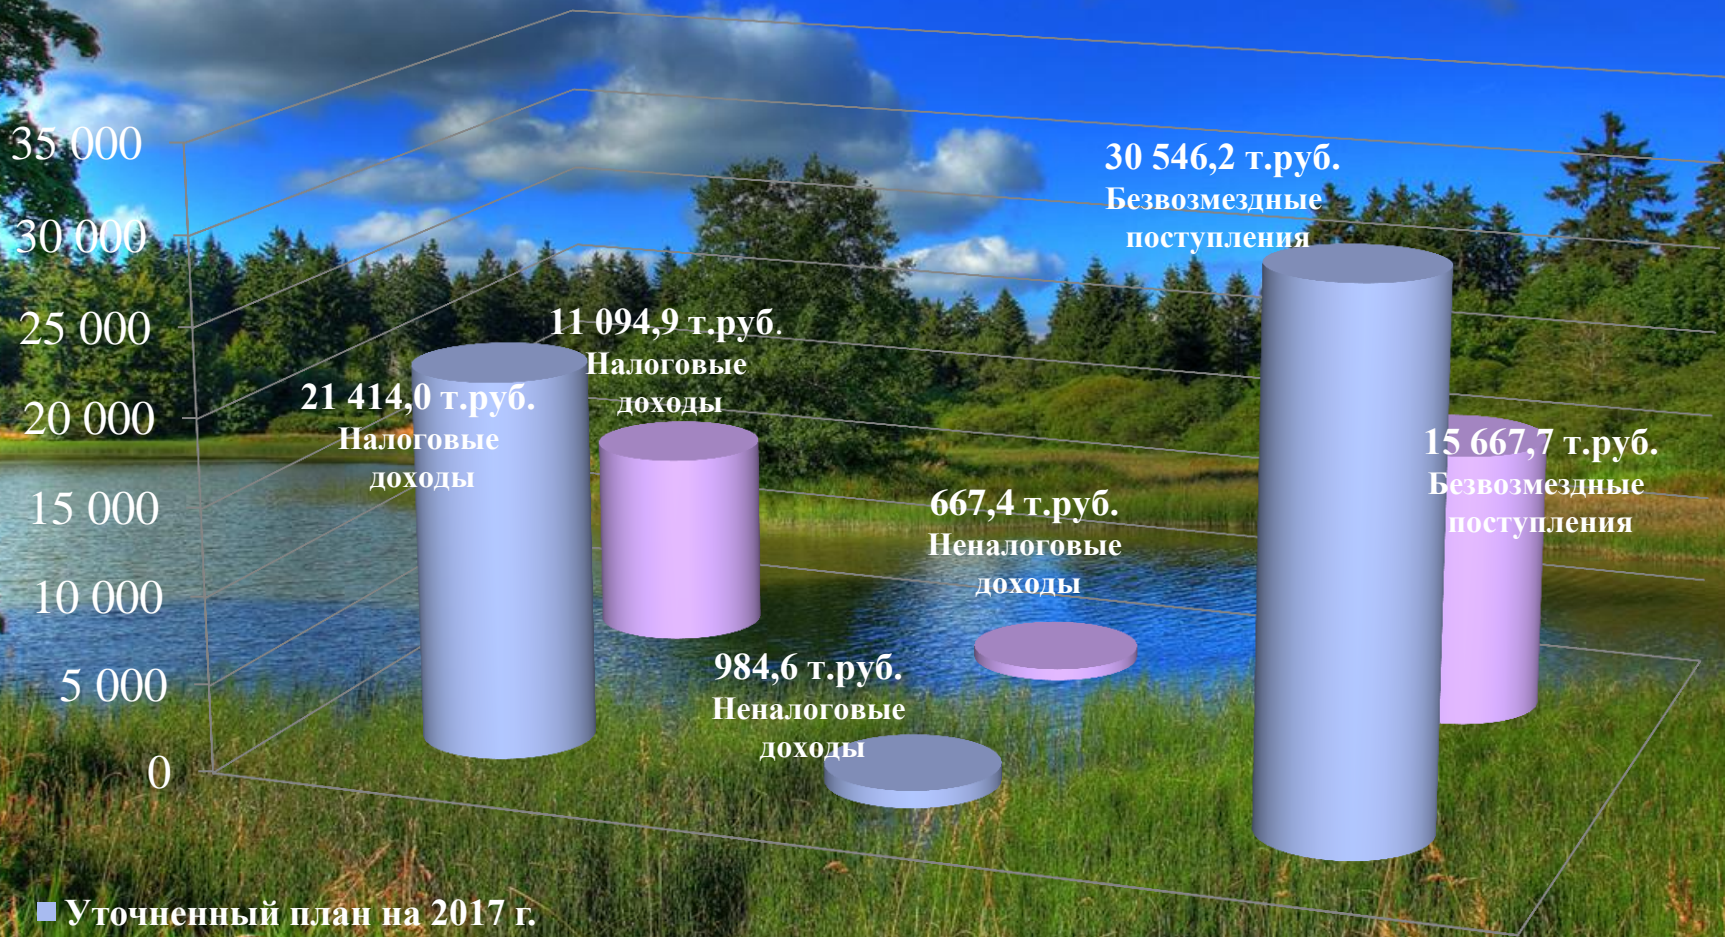 35 000
30 000
25 000
20 000
15 000
10 000
5 000
0
21 414,0 т.руб.
Налоговые
доходы
11 094,9 т.руб.
Налоговые
доходы
984,6 т.руб.
Неналоговые
доходы
667,4 т.руб.
Неналоговые
доходы
30 546,2 т.руб.
Безвозмездные
поступления
15 667,7 т.руб.
Безвозмездные
поступления
Уточненный план на 2017 г.